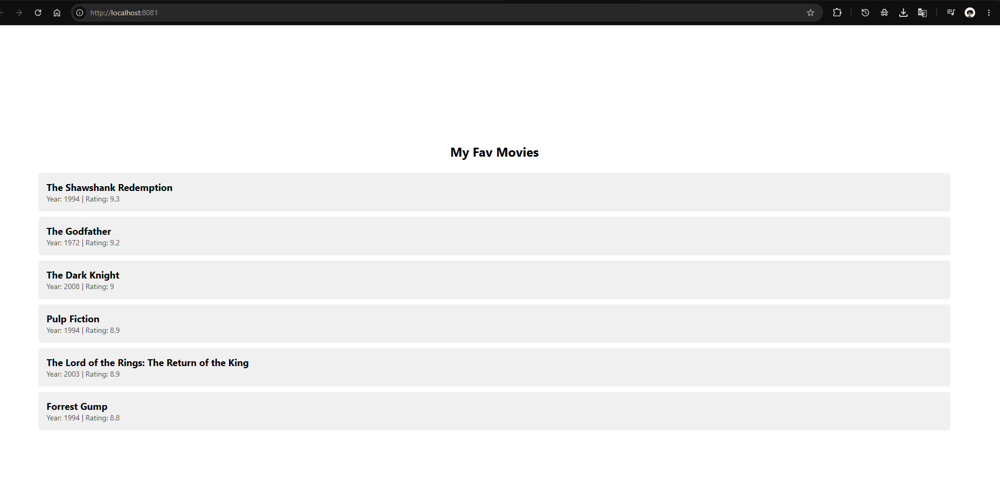 http://localhost:8081
My Fav Movies
The Shawshank Redemption
Year: 1994 | Rating: 9.3
The Godfather
Year: 1972 | Rating: 9.2
The Dark Knight
Year: 2008 | Rating: 9
Pulp Fiction
Year: 1994 | Rating: 8.9
The Lord of the Rings: The Return of the King
Year: 2003 | Rating: 8.9
Forrest Gump
Year: 1994 | Rating: 8.8